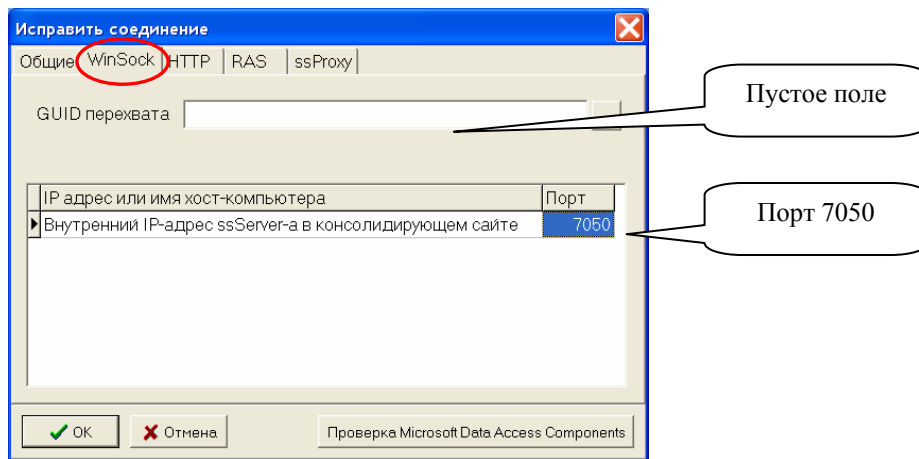 Исправить соединение
Общие WinSock HTTP RAS ssProxy
GUID перехвата
Пустое поле
IP адрес или имя хост-компьютера Порт
Внутренний IP-адрес ssServer-а в консолидирующем сайте 7050
Порт 7050
OK Отмена Проверка Microsoft Data Access Components